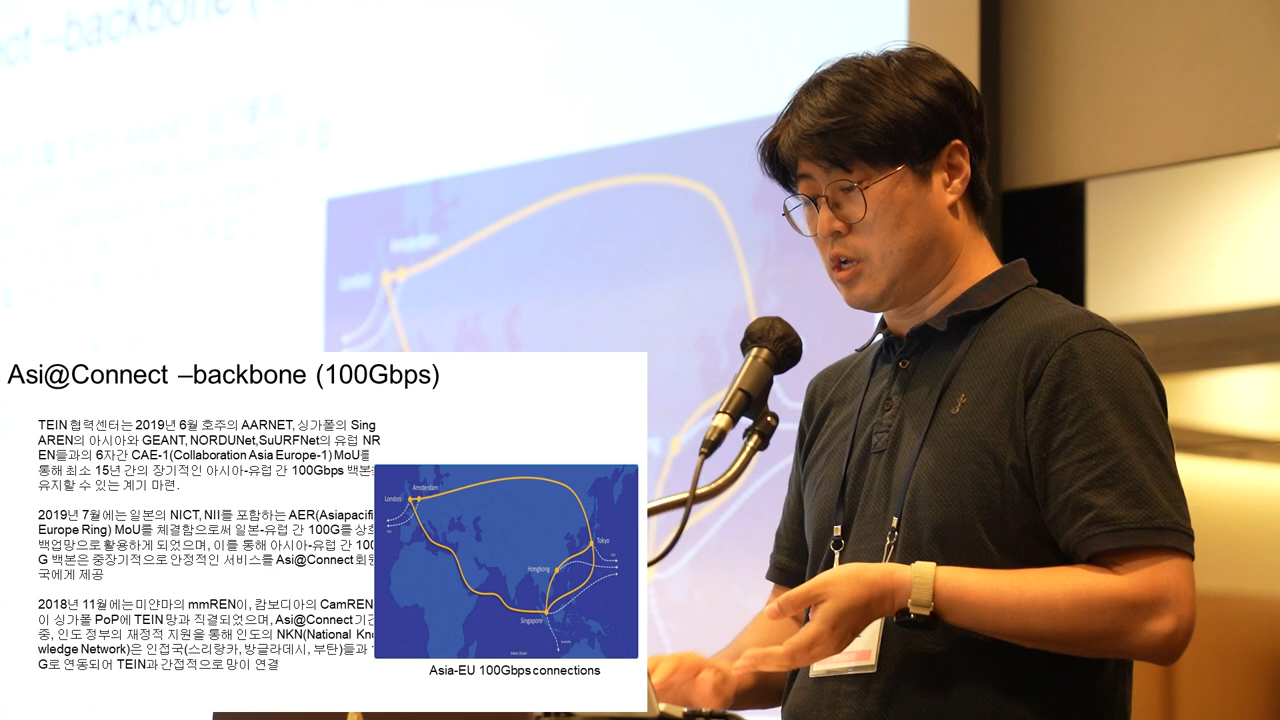 –backbone (
Amsterdam
London
Asi@Connect –backbone (100Gbps)
TEIN 협력센터는 2019년 6월 호주의 AARNET, 싱가폴의 Sing
AREN의 아시아와 GEANT, NORDUNet,SuURFNet의 유럽 NR
EN들과의 6자간 CAE-1(Collaboration Asia Europe-1) MoU를
통해 최소 15년 간의 장기적인 아시아-유럽 간 100Gbps 백본
유지할 수 있는 계기 마련.
2019년 7월에는 일본의 NICT, NII를 포함하는 AER(Asiapacifi
Europe Ring) MoU를 체결함으로써 일본-유럽 간 100G를 상호
백업망으로 활용하게 되었으며, 이를 통해 아시아-유럽 간 100
G 백본은 중장기적으로 안정적인 서비스를 Asi@Connect 회원
국에게 제공
2018년 11월에는 미얀마의 mmREN이, 캄보디아의 CamREN
이 싱가폴 PoP에 TEIN 망과 직결되었으며, Asi@Connect 기간
중, 인도 정부의 재정적 지원을 통해 인도의 NKN(National Kno
wledge Network)은 인접국(스리랑카, 방글라데시, 부탄)들과
G로 연동되어 TEIN과 간접적으로 망이 연결
London
Amsterdam
Tokyo
Hongkong
Singapore
Australia
Indian Ocean
Asia-EU 100Gbps connections